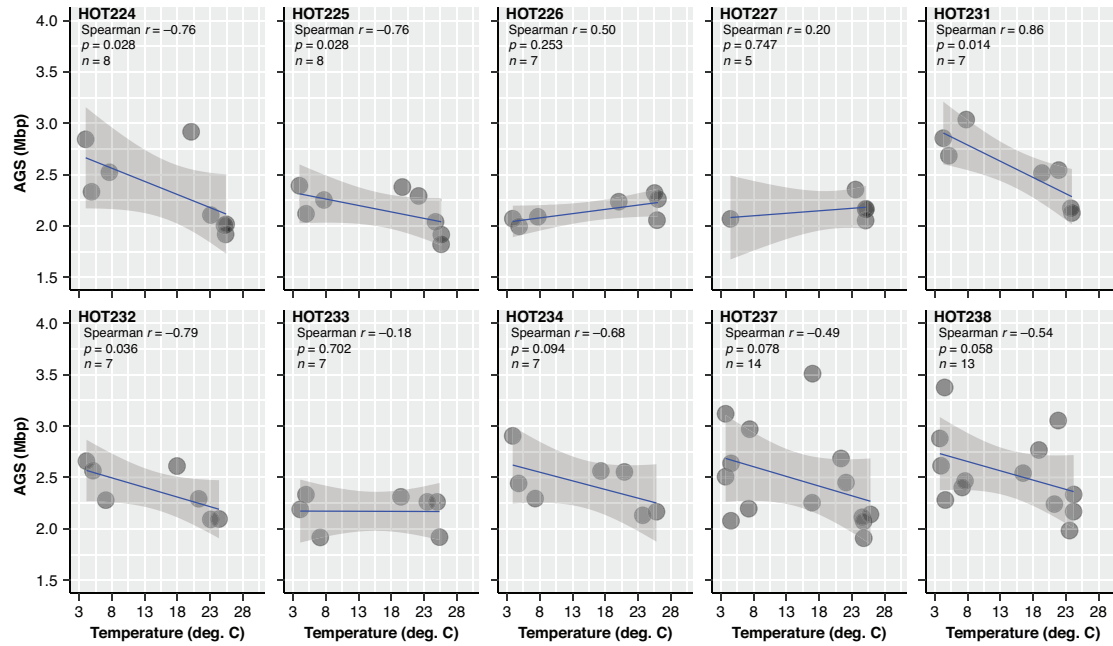 HOT224
Spearman r = –0.76
p = 0.028
n = 8
HOT225
Spearman r = –0.76
p = 0.028
n = 8
HOT226
Spearman r = 0.50
p = 0.253
n = 7
HOT227
Spearman r = 0.20
p = 0.747
n = 5
HOT231
Spearman r = 0.86
p = 0.014
n = 7
4.0
3.5
3.0
2.5
2.0
1.5
AGS (Mbp)
HOT232
Spearman r = –0.79
p = 0.036
n = 7
HOT233
Spearman r = –0.18
p = 0.702
n = 7
HOT234
Spearman r = –0.68
p = 0.094
n = 7
HOT237
Spearman r = –0.49
p = 0.078
n = 14
HOT238
Spearman r = –0.54
p = 0.058
n = 13
4.0
3.5
3.0
2.5
2.0
1.5
AGS (Mbp)
3 8 13 18 23 28
3 8 13 18 23 28
3 8 13 18 23 28
3 8 13 18 23 28
3 8 13 18 23 28
Temperature (deg. C)
Temperature (deg. C)
Temperature (deg. C)
Temperature (deg. C)
Temperature (deg. C)